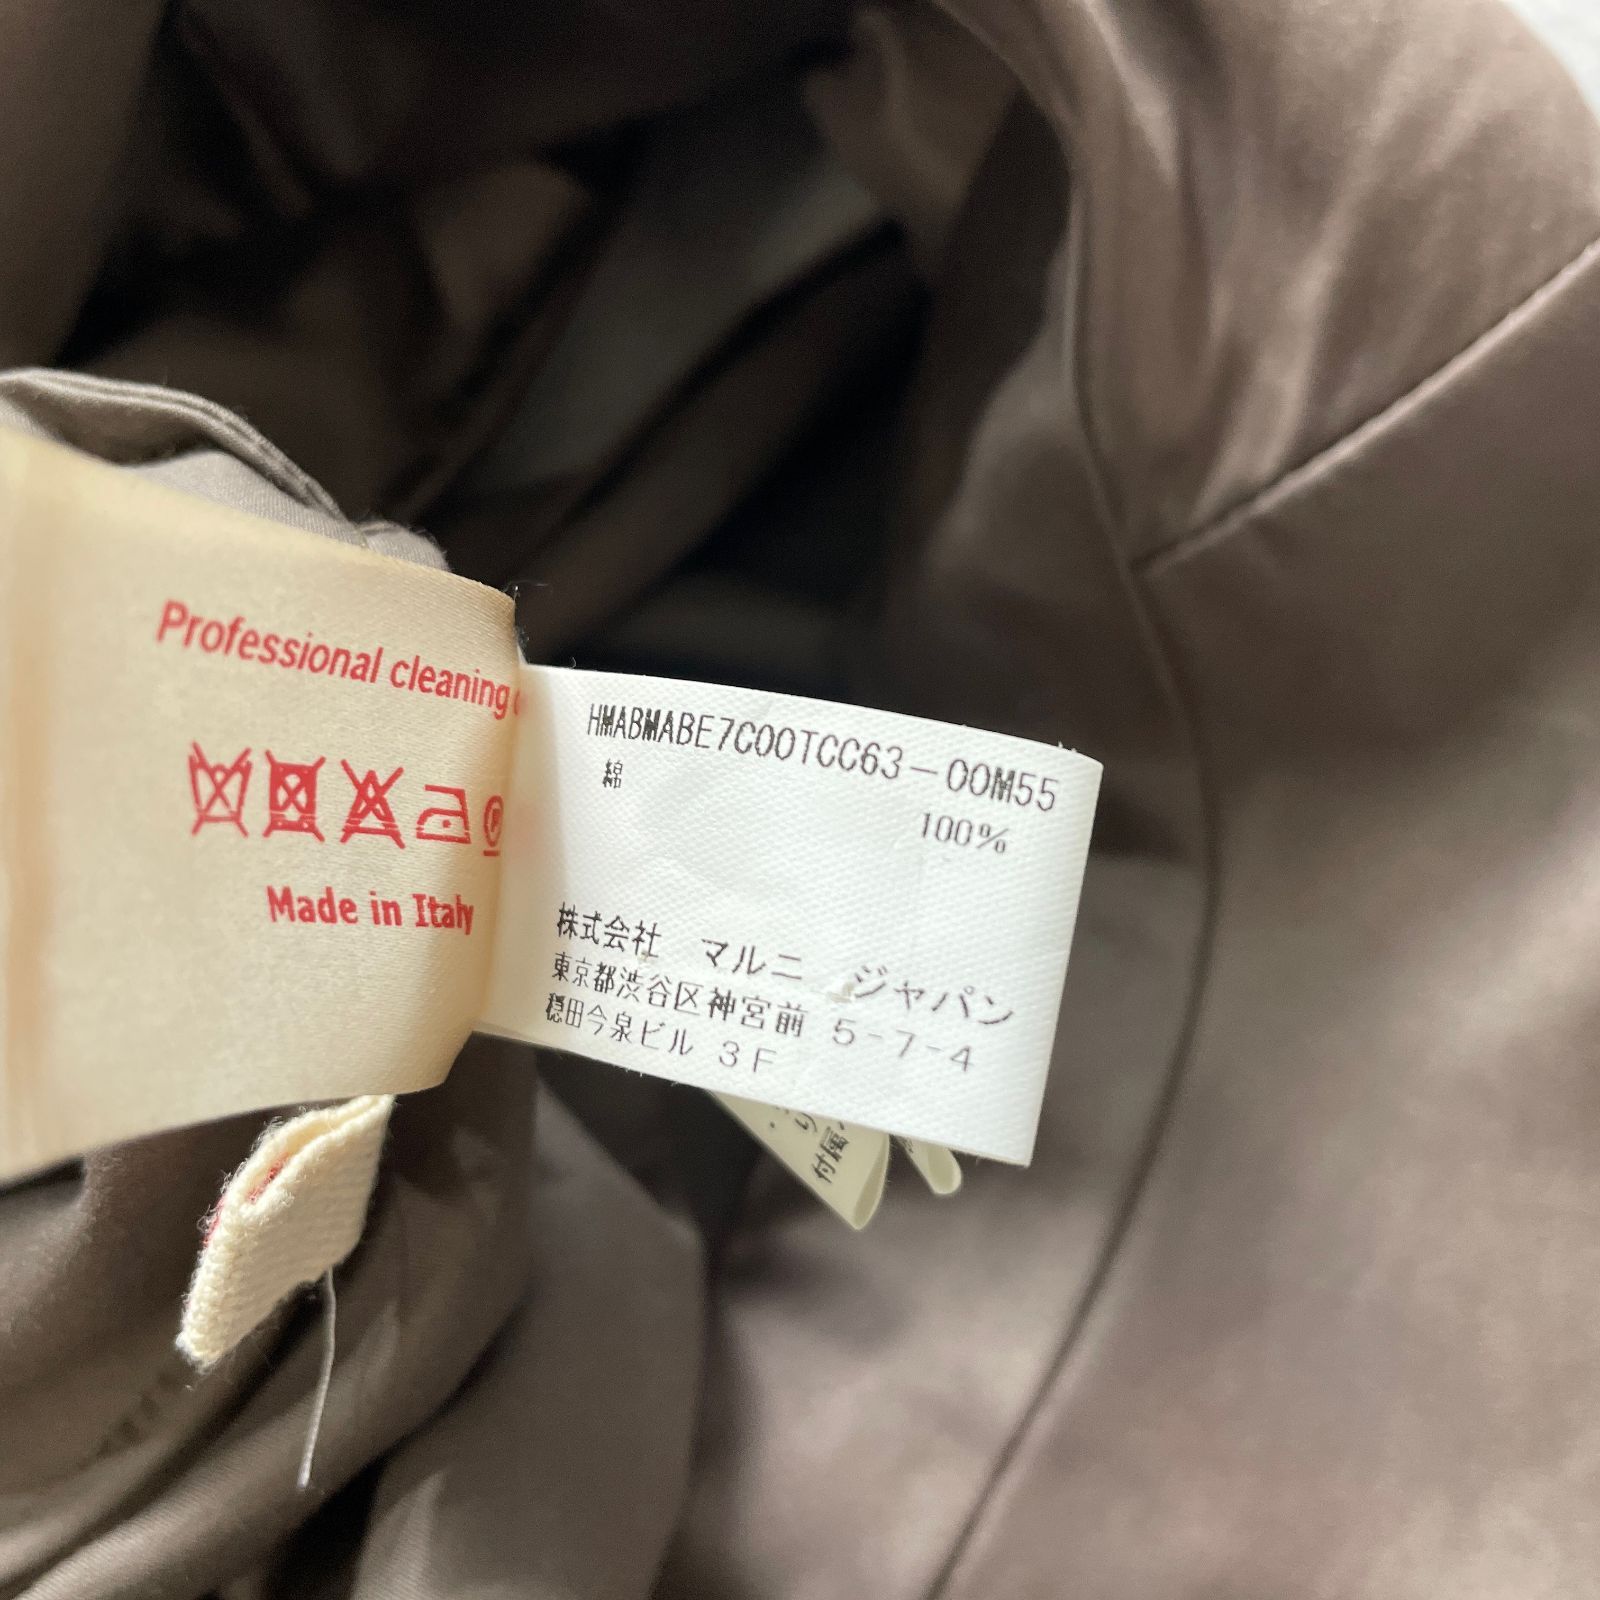 Professional cleaning
Made in Italy
HMABMABE7C00TCC63-00M55
綿
100%
株式会社 マルニ ジャパン
東京都渋谷区神宮前 5-7-4
穏田今泉ビル 3F
付属